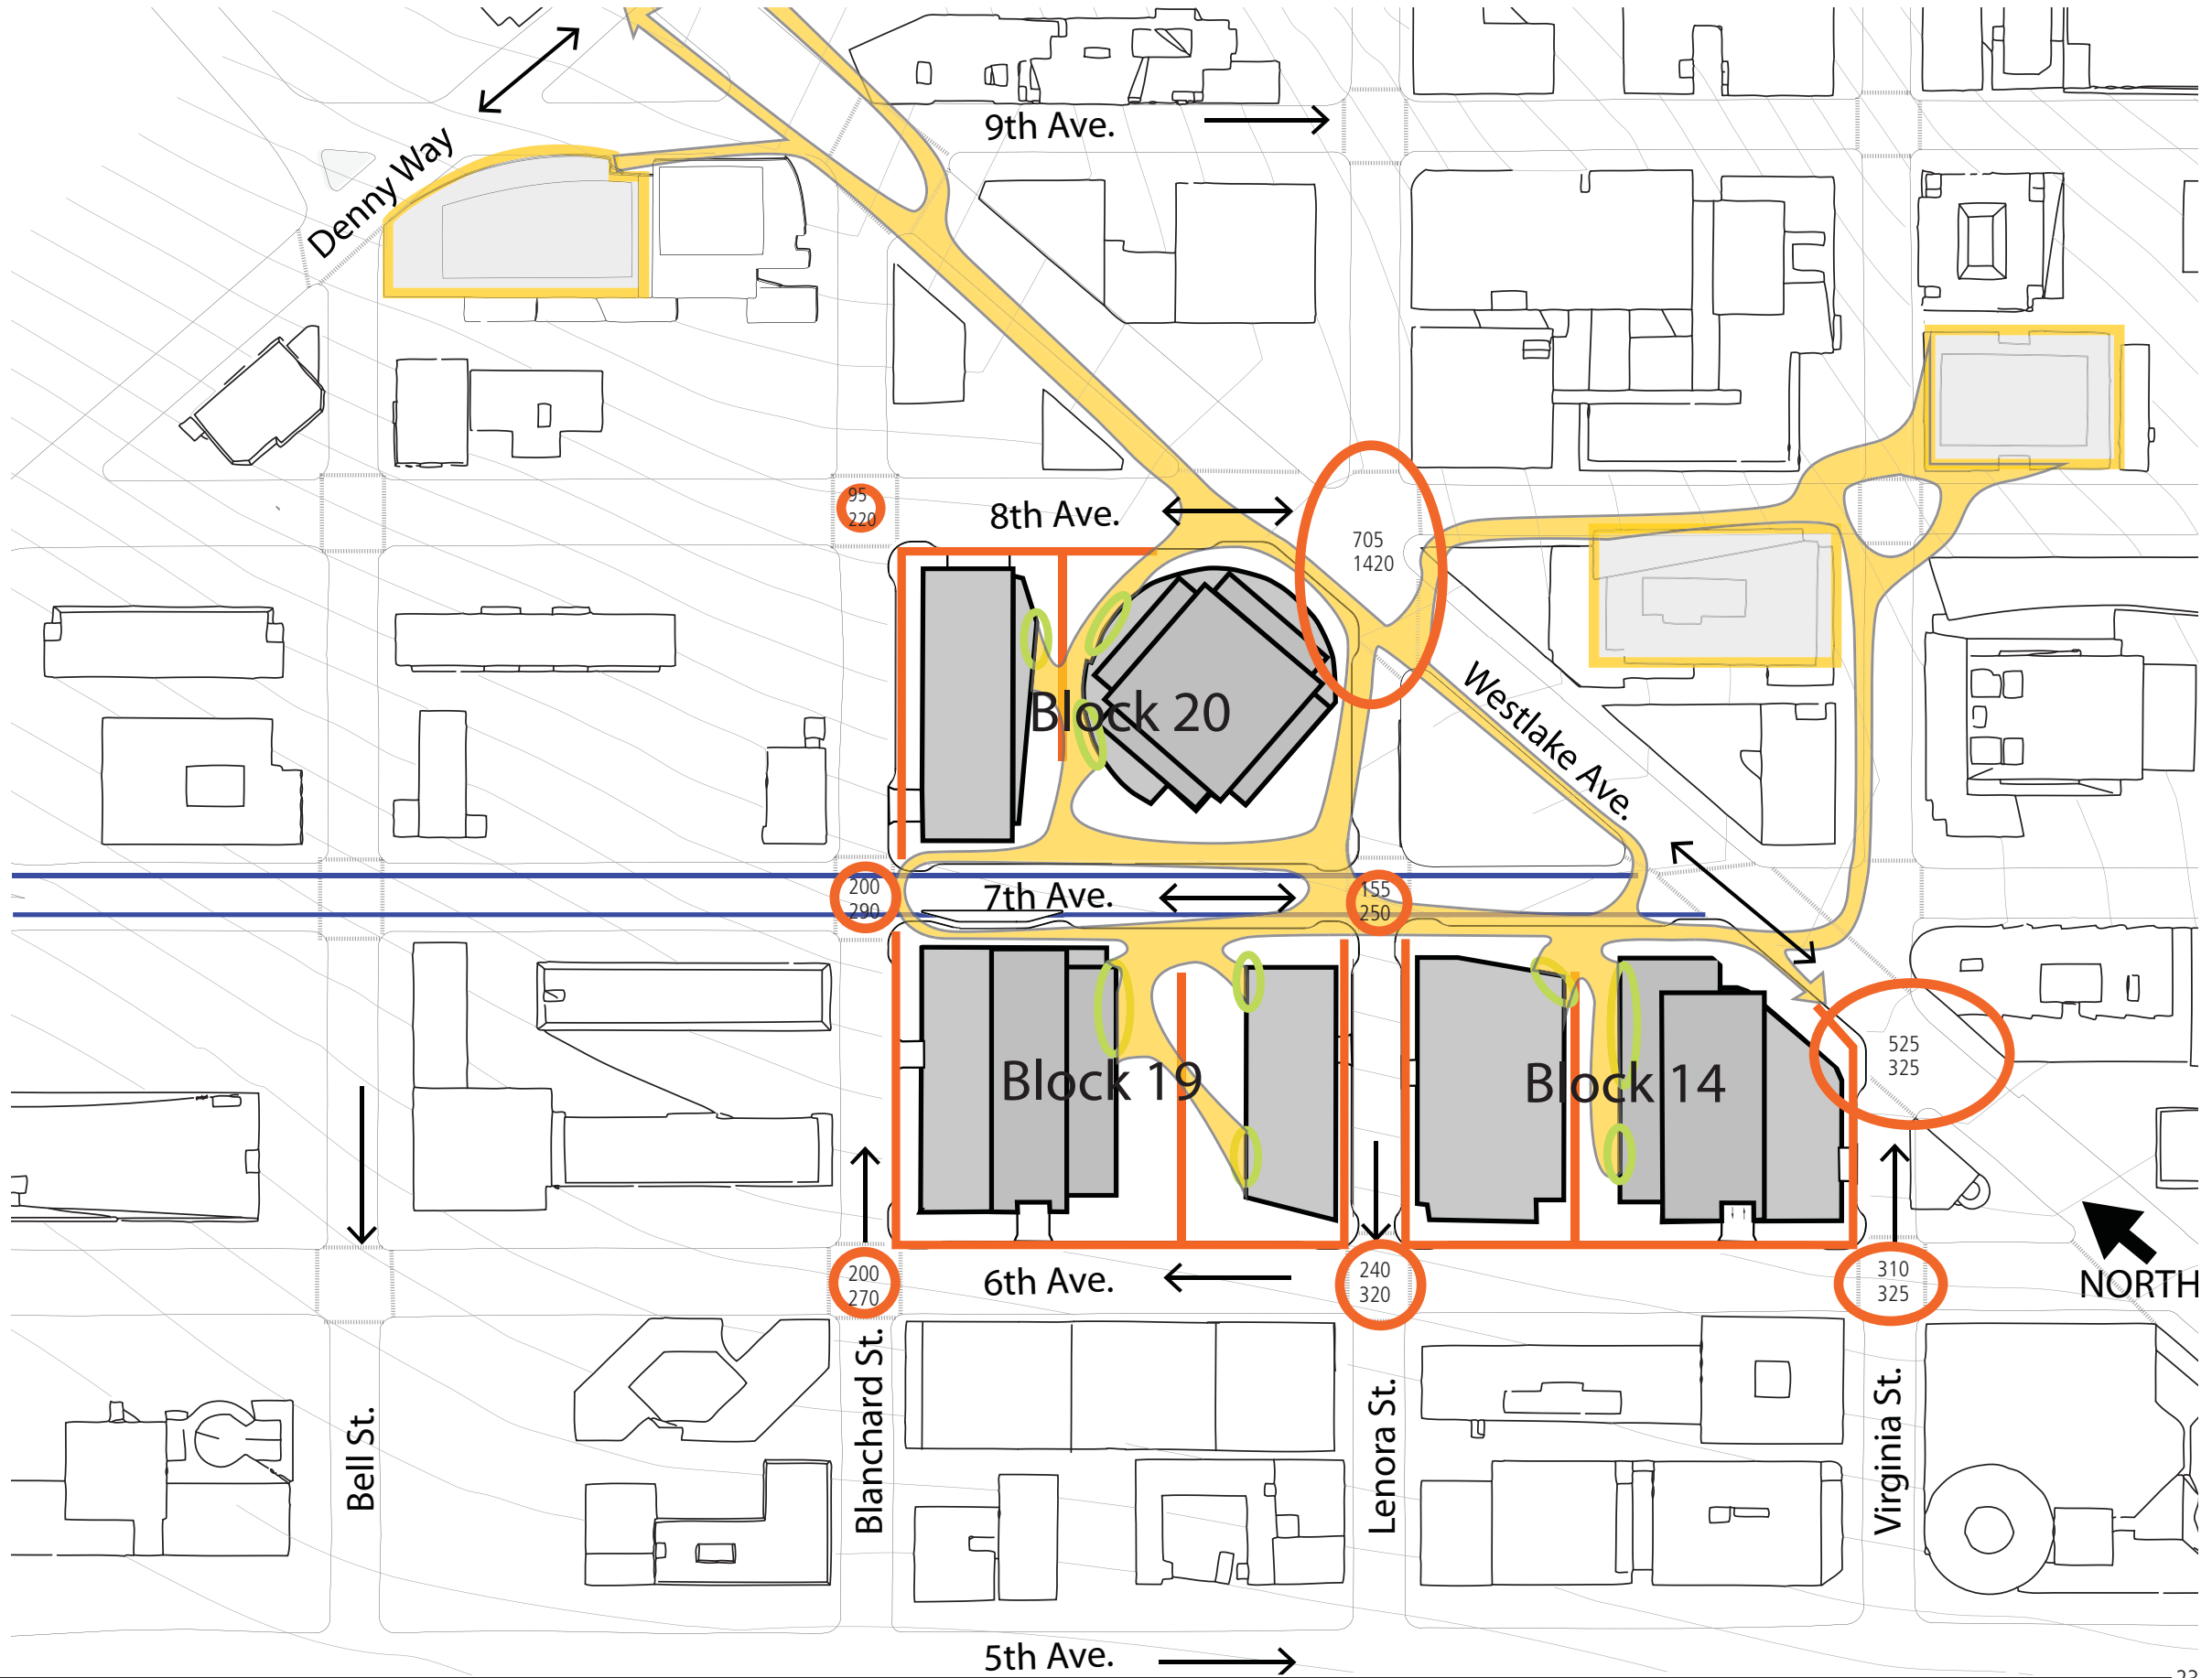 9th Ave.
Denny Way
95
220
8th Ave.
705
1420
Block 20
Westlake Ave.
200
290
7th Ave.
155
250
Block 19
Block 14
525
325
200
270
6th Ave.
240
320
310
325
NORTH
Bell St.
Blanchard St.
Lenora St.
Virginia St.
5th Ave.